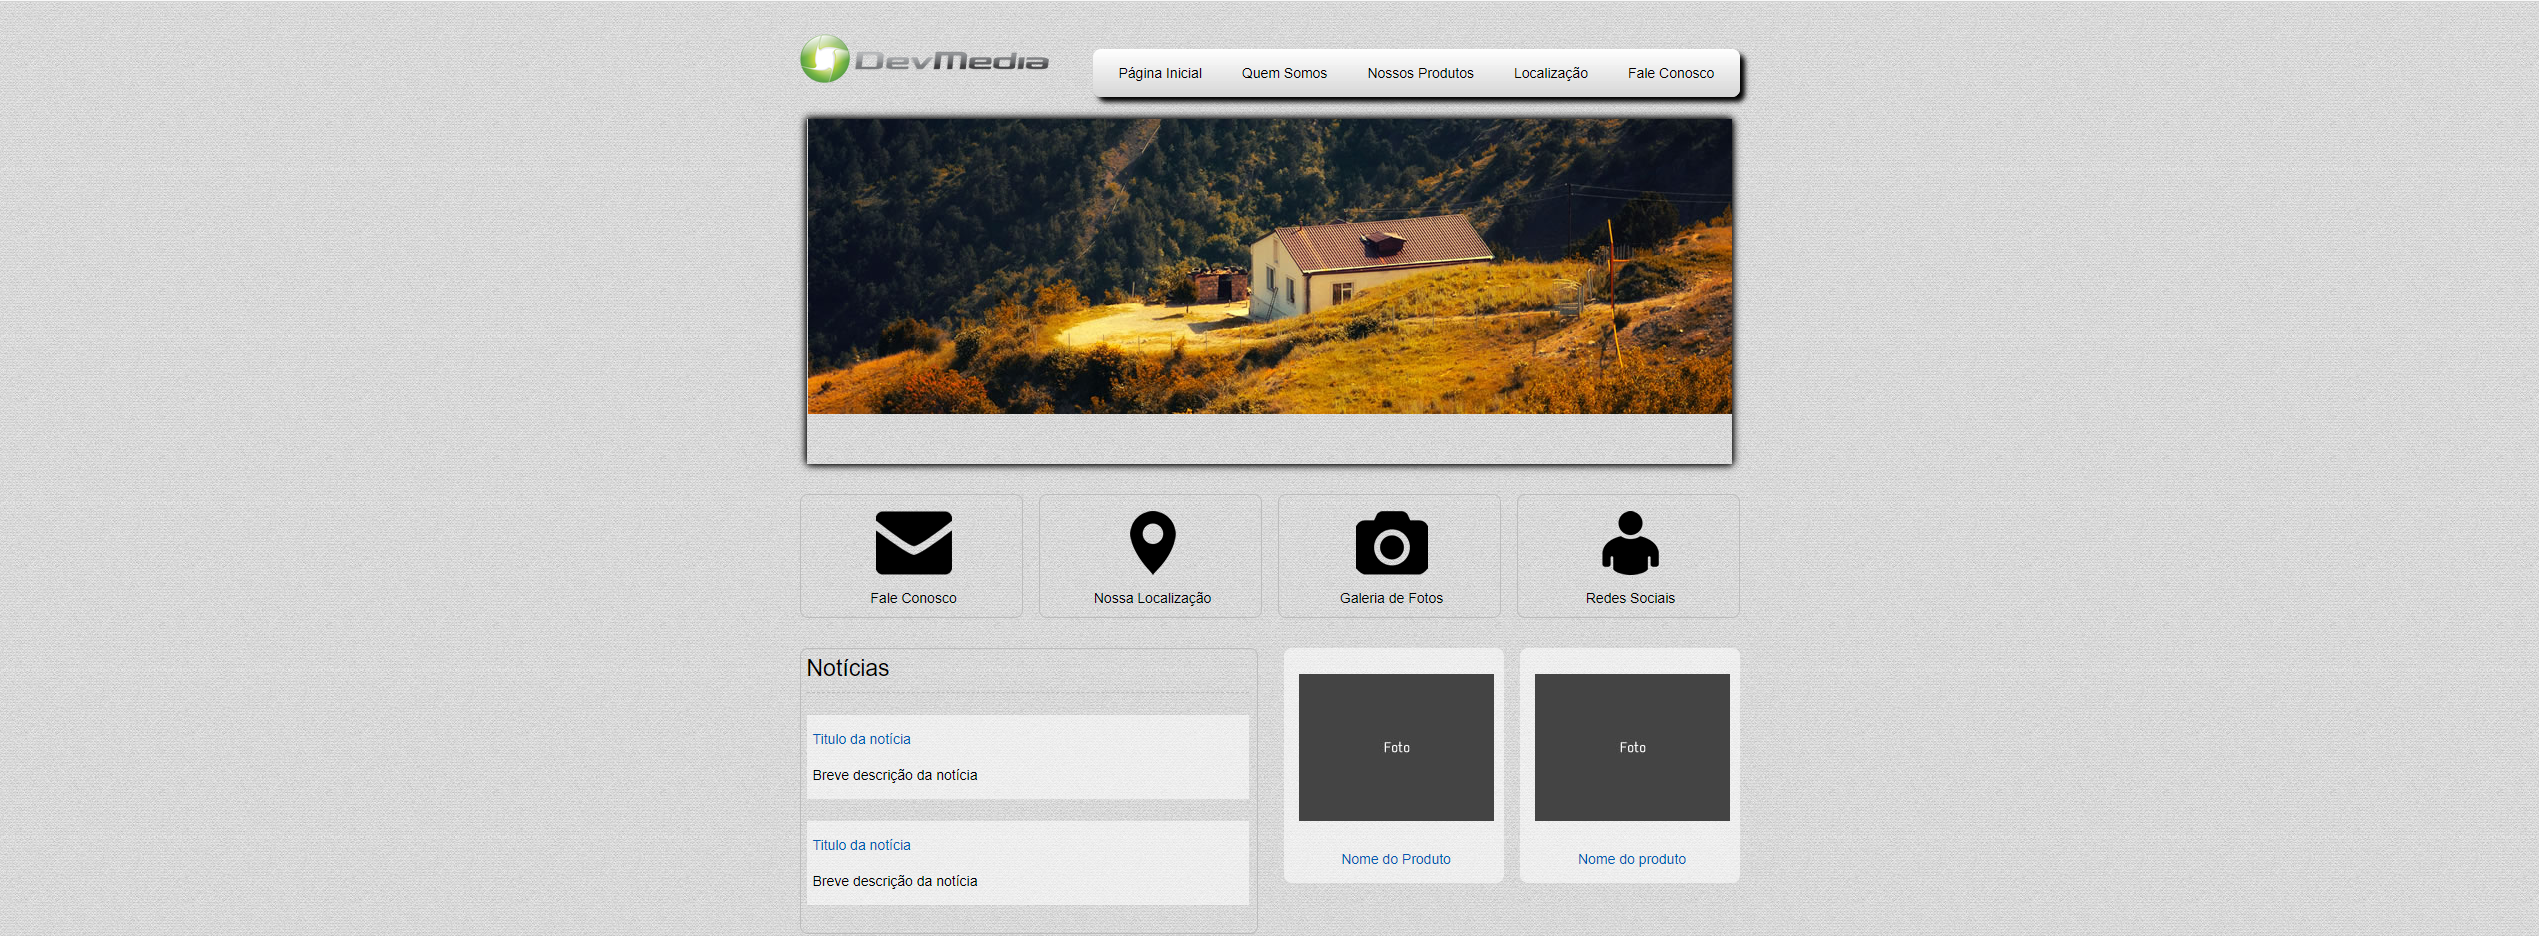 DevMedia
Página Inicial Quem Somos Nossos Produtos Localização Fale Conosco
Fale Conosco Nossa Localização Galeria de Fotos Redes Sociais
Notícias
Titulo da notícia
Breve descrição da notícia
Titulo da notícia
Breve descrição da notícia
Foto Foto
Nome do Produto Nome do produto